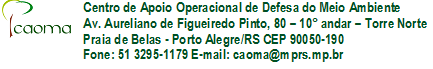 caoma
Centro de Apoio Operacional de Defesa do Meio Ambiente
Av. Aureliano de Figueiredo Pinto, 80 – 10° andar – Torre Norte
Praia de Belas - Porto Alegre/RS CEP 90050-190
Fone: 51 3295-1179 E-mail: caoma@mprs.mp.br